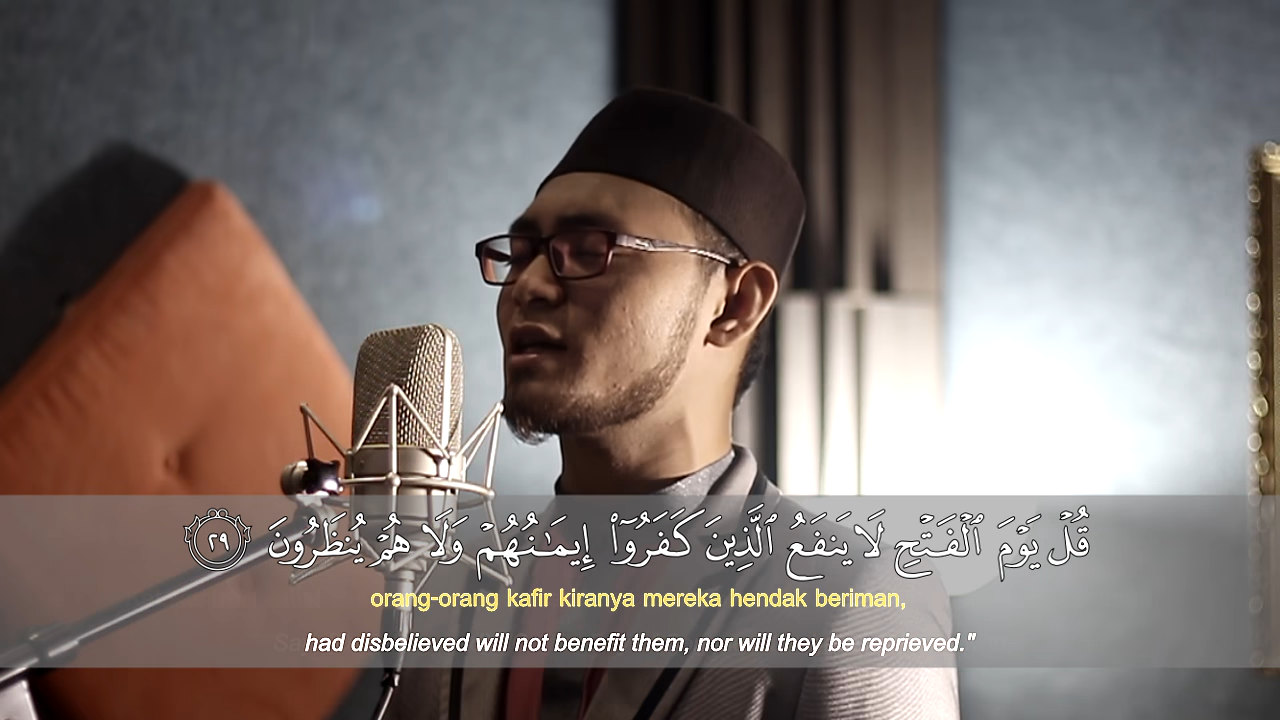 قُلْ يَوْمَ ٱلْفَتْحِ لَا يَنفَعُ ٱلَّذِينَ كَفَرُوٓا۟ إِيمَـٰنُهُمْ وَلَا هُمْ يُنظَرُونَ ٢٩
orang-orang kafir kiranya mereka hendak beriman,
had disbelieved will not benefit them, nor will they be reprieved."